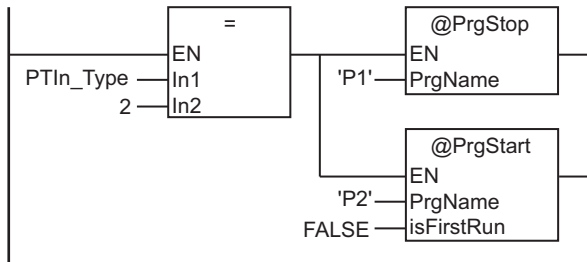 =
EN
PTIn_Type In1
2 In2
@PrgStop
EN
'P1' PrgName
@PrgStart
EN
'P2' PrgName
FALSE isFirstRun